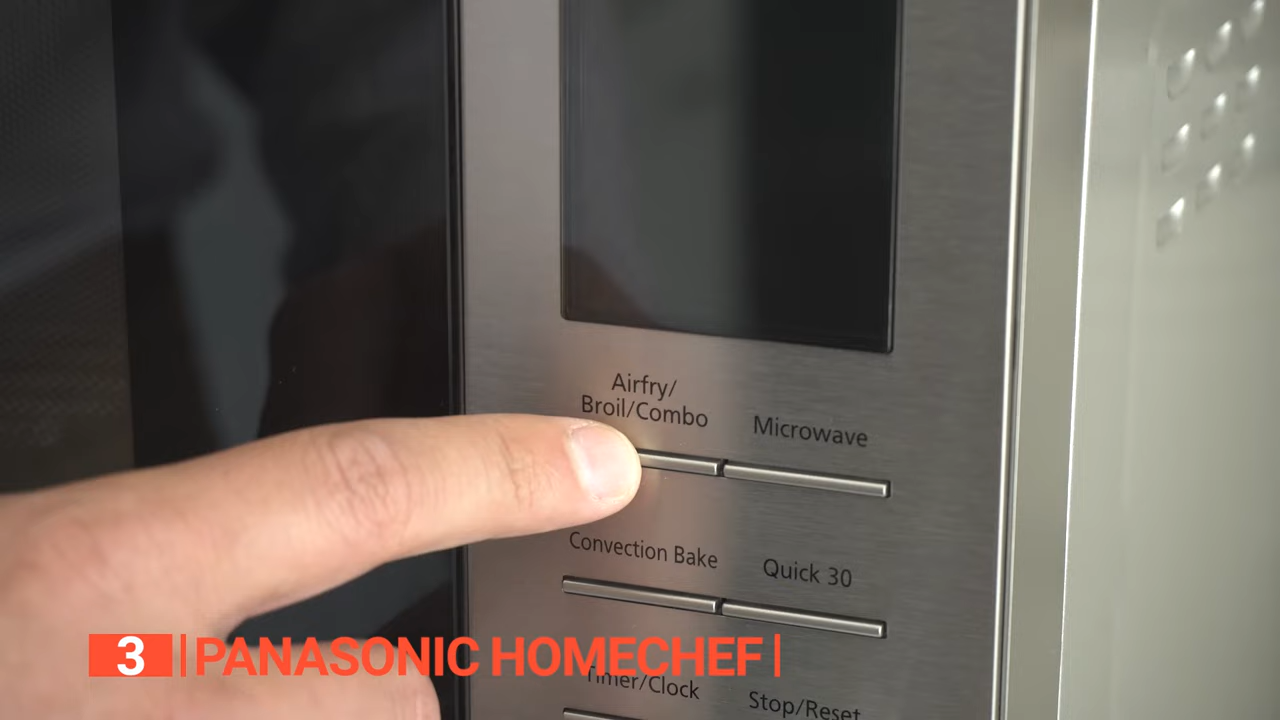 Airfry/
Broil/Combo
Microwave
Convection Bake
Quick 30
3
PANASONIC HOMECHEF
Timer/Clock
Stop/Reset